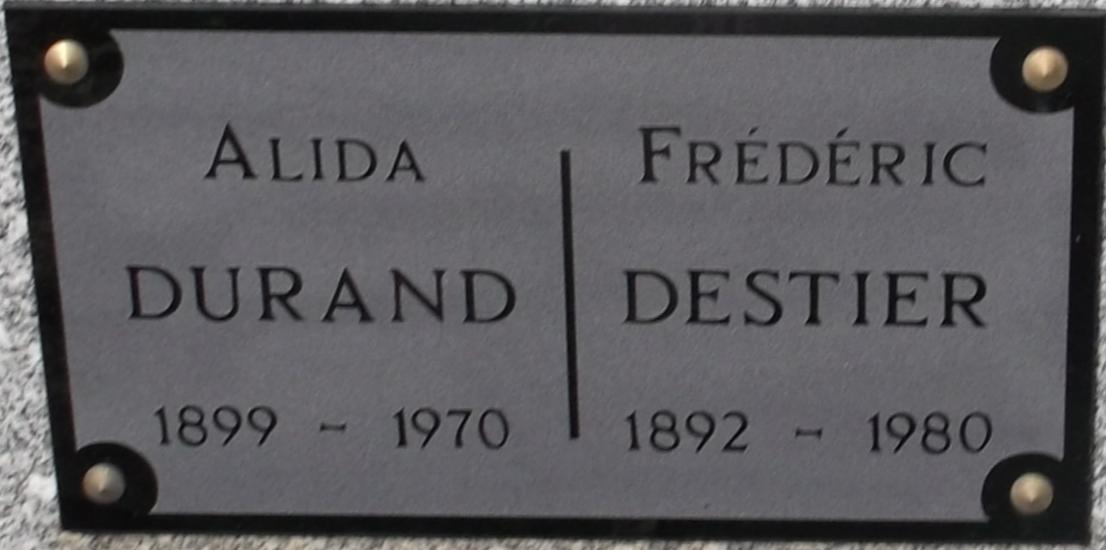 Alida
DURAND
1899 - 1970
Frédéric
DESTIER
1892 - 1980